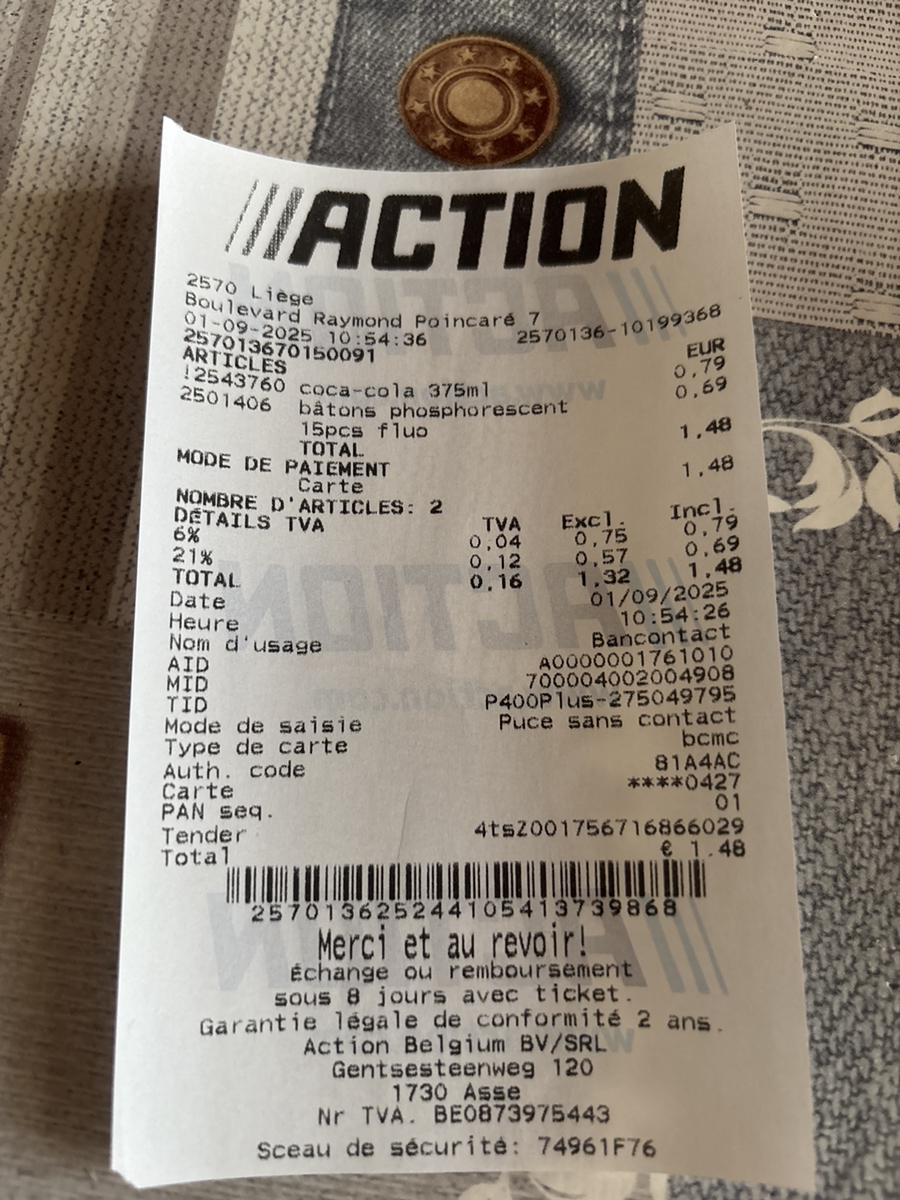 ///ACTION
2570 Liège
Boulevard Raymond Poincaré 7
01-09-2025 10:54:36 2570136-10199368
257013670150091
ARTICLES EUR
!2543760 coca-cola 375ml 0,79
2501406 bâtons phosphorescent 0,69
15pcs fluo
TOTAL 1,48
MODE DE PAIEMENT
Carte 1,48
NOMBRE D'ARTICLES: 2
DÉTAILS TVA TVA Excl. Incl.
6% 0,04 0,75 0,79
21% 0,12 0,57 0,69
TOTAL 0,16 1,32 1,48
Date 01/09/2025
Heure 10:54:26
Nom d'usage Bancontact
AID A0000001761010
MID 700004002004908
TID P400Plus-275049795
Mode de saisie Puce sans contact
Type de carte bcmc
Auth. code 81A4AC
Carte ****0427
PAN seq. 01
Tender 4tsZ001756716866029
Total € 1.48
257013625244105413739868
Merci et au revoir!
Échange ou remboursement
sous 8 jours avec ticket.
Garantie légale de conformité 2 ans.
Action Belgium BV/SRL
Gentsesteenweg 120
1730 Asse
Nr TVA. BE0873975443
Sceau de sécurité: 74961F76